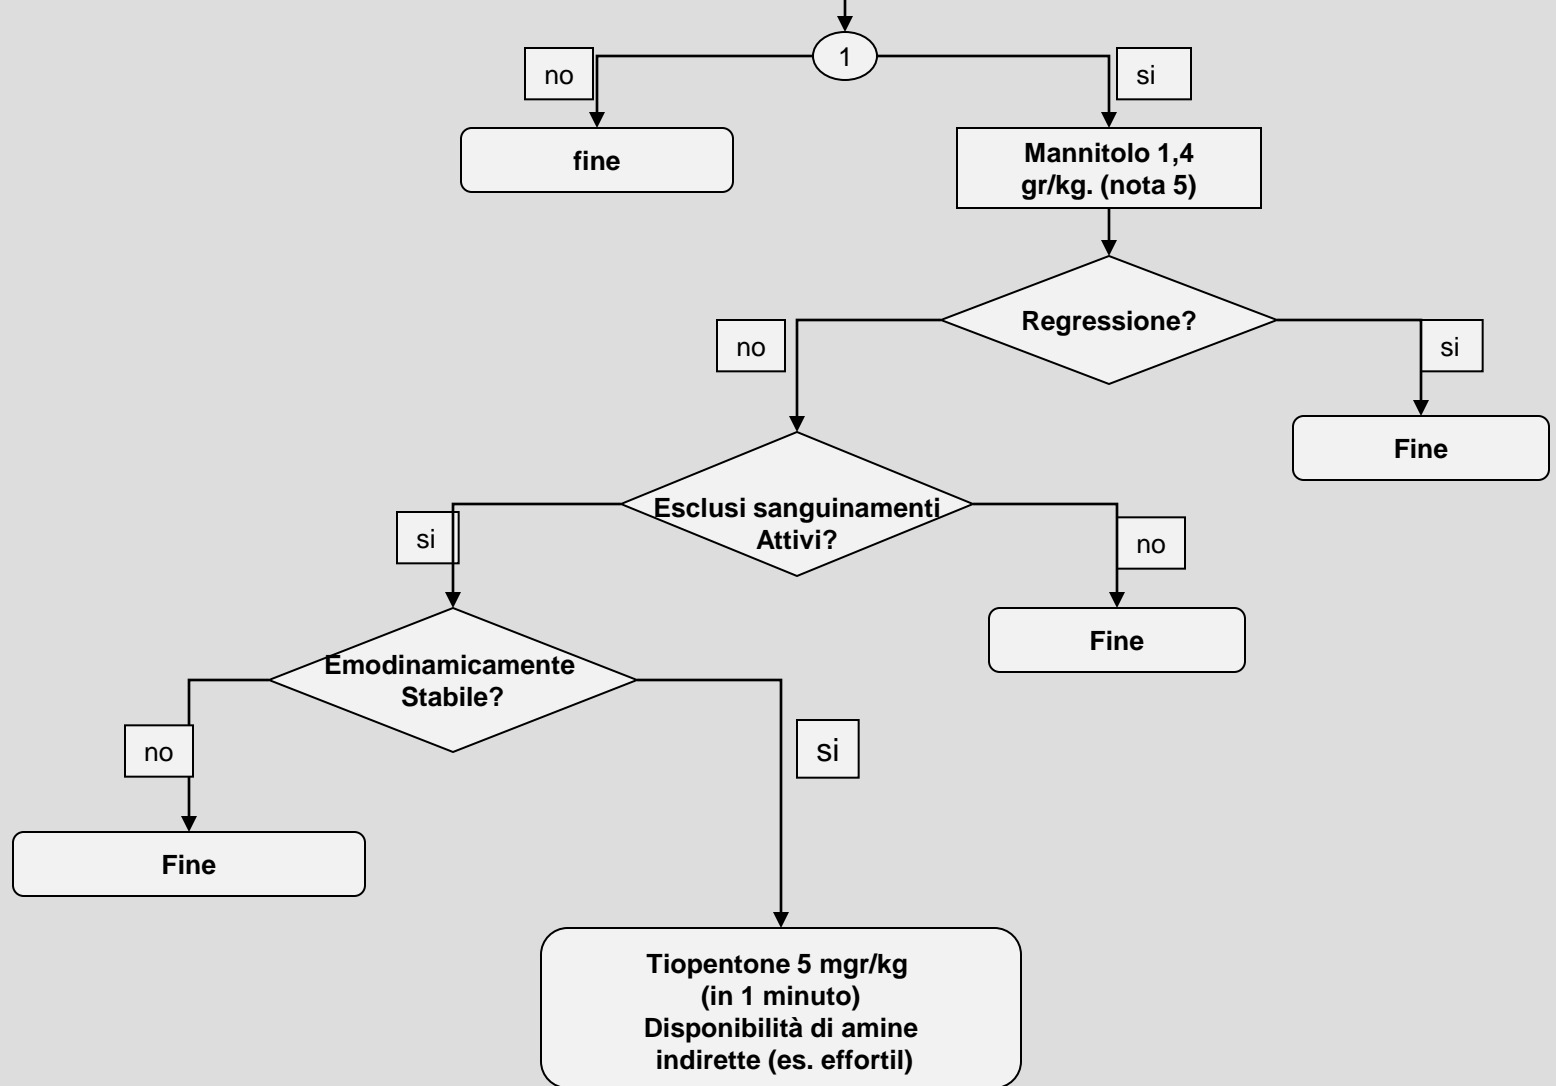 1
no
si
fine
Mannitolo 1,4
gr/kg. (nota 5)
Regressione?
no
si
Fine
Esclusi sanguinamenti
Attivi?
si
no
Fine
Emodinamicamente
Stabile?
no
si
Fine
Tiopentone 5 mgr/kg
(in 1 minuto)
Disponibilità di amine
indirette (es. effortil)